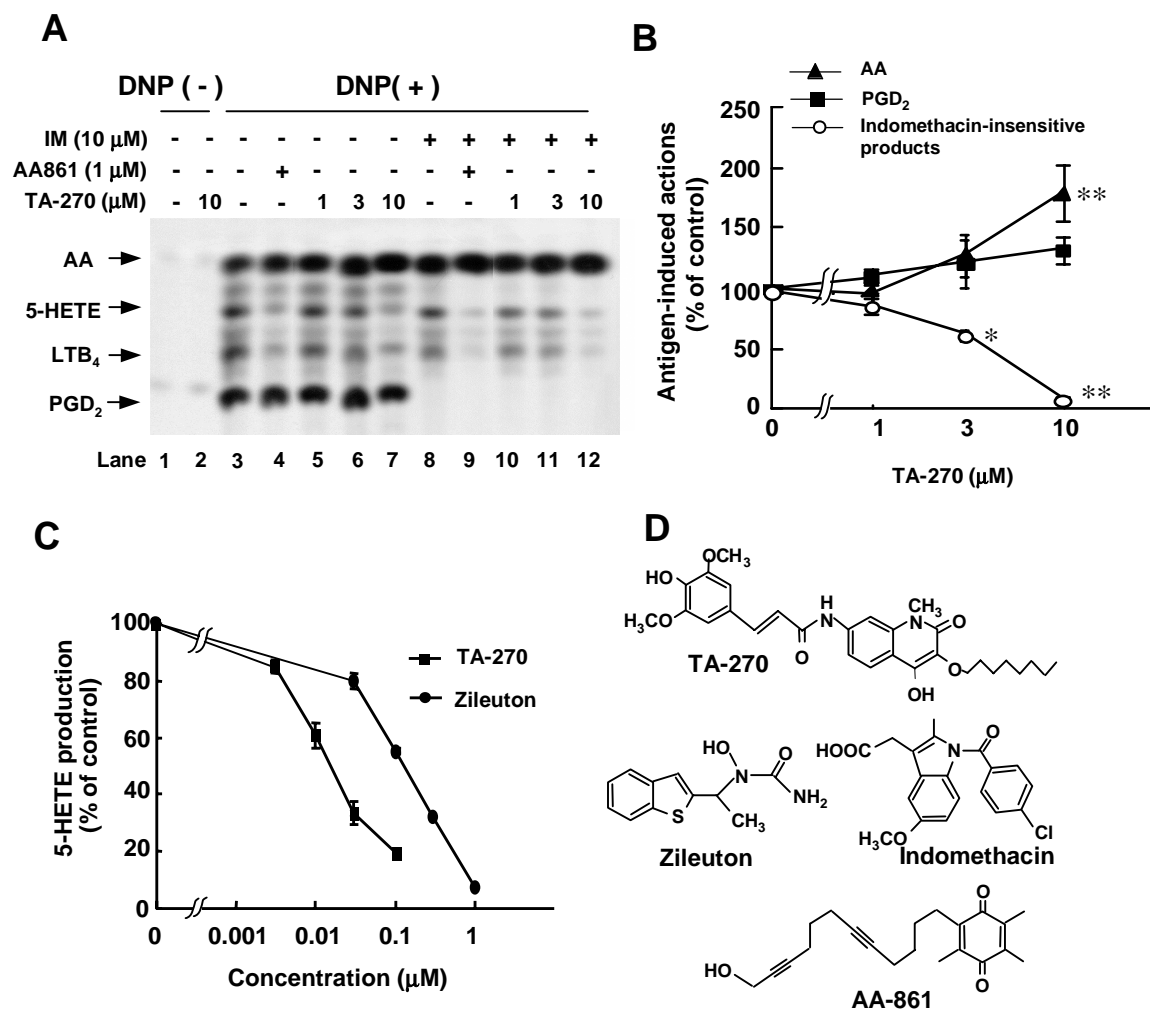 A
DNP ( - ) DNP( + )
IM (10 μM) - - - - - - - + + + + +
AA861 (1 μM) - - - + - - - - + - - -
TA-270 (μM) - 10 - - 1 3 10 - - 1 3 10
AA
5-HETE
LTB4
PGD2
Lane 1 2 3 4 5 6 7 8 9 10 11 12
B
AA
PGD2
Indomethacin-insensitive
products
Antigen-induced actions
(% of control)
250
200
150
100
50
0
**
*
**
0 1 3 10
TA-270 (μM)
C
5-HETE production
(% of control)
100
80
60
40
20
0
TA-270
Zileuton
0 0.001 0.01 0.1 1
Concentration (μM)
D
OCH3
HO
H3CO
O
H
N
CH3
N
O
O
OH
TA-270
HO
O
N
NH2
S
CH3
Zileuton
O
HOOC
N
H3CO
Cl
Indomethacin
O
HO
O
AA-861